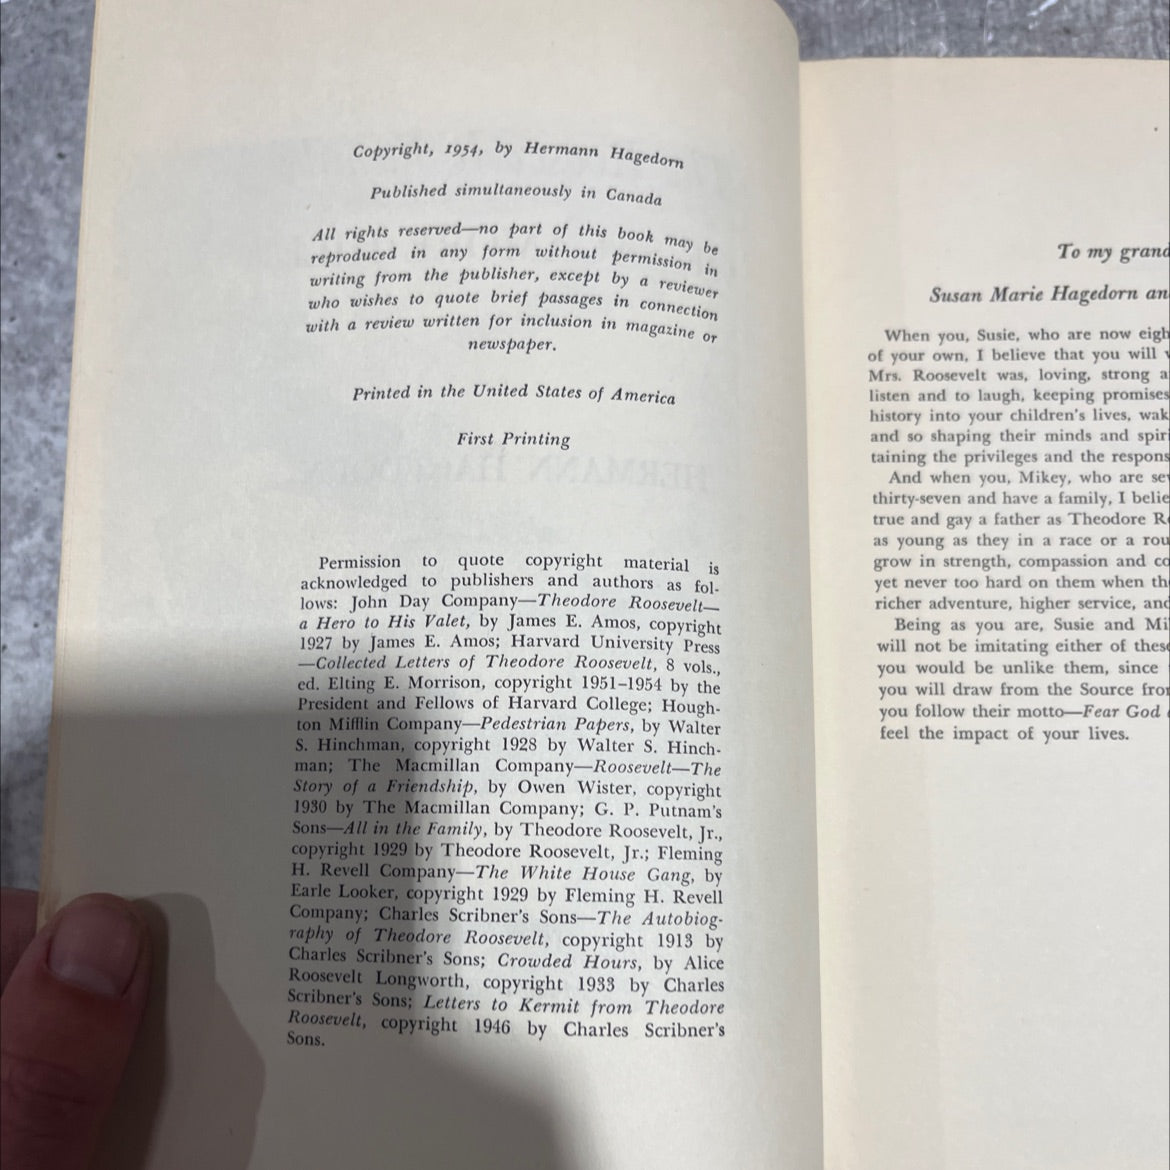 Copyright, 1954, by Hermann Hagedorn
Published simultaneously in Canada
All rights reserved—no part of this book may be
reproduced in any form without permission in
writing from the publisher, except by a reviewer
who wishes to quote brief passages in connection
with a review written for inclusion in magazine or
newspaper.
Printed in the United States of America
First Printing
Permission to quote copyright material is
acknowledged to publishers and authors as fol-
lows: John Day Company—Theodore Roosevelt—
a Hero to His Valet, by James E. Amos, copyright
1927 by James E. Amos; Harvard University Press
—Collected Letters of Theodore Roosevelt, 8 vols.,
ed. Elting E. Morrison, copyright 1951–1954 by the
President and Fellows of Harvard College; Hough-
ton Mifflin Company—Pedestrian Papers, by Walter
S. Hinchman, copyright 1928 by Walter S. Hinch-
man; The Macmillan Company—Roosevelt—The
Story of a Friendship, by Owen Wister, copyright
1930 by The Macmillan Company; G. P. Putnam's
Sons—All in the Family, by Theodore Roosevelt, Jr.,
copyright 1929 by Theodore Roosevelt, Jr.; Fleming
H. Revell Company—The White House Gang, by
Earle Looker, copyright 1929 by Fleming H. Revell
Company; Charles Scribner's Sons—The Autobiog-
raphy of Theodore Roosevelt, copyright 1913 by
Charles Scribner's Sons; Crowded Hours, by Alice
Roosevelt Longworth, copyright 1933 by Charles
Scribner's Sons; Letters to Kermit from Theodore
Roosevelt, copyright 1946 by Charles Scribner's
Sons.
To my grand
Susan Marie Hagedorn an
When you, Susie, who are now eigh
of your own, I believe that you will
Mrs. Roosevelt was, loving, strong a
listen and to laugh, keeping promises
history into your children's lives, wak
and so shaping their minds and spiri
taining the privileges and the respons
And when you, Mikey, who are se
thirty-seven and have a family, I belie
true and gay a father as Theodore R
as young as they in a race or a rou
grow in strength, compassion and co
yet never too hard on them when th
richer adventure, higher service, and
Being as you are, Susie and Mi
will not be imitating either of thes
you would be unlike them, since
you will draw from the Source fro
you follow their motto—Fear God
feel the impact of your lives.